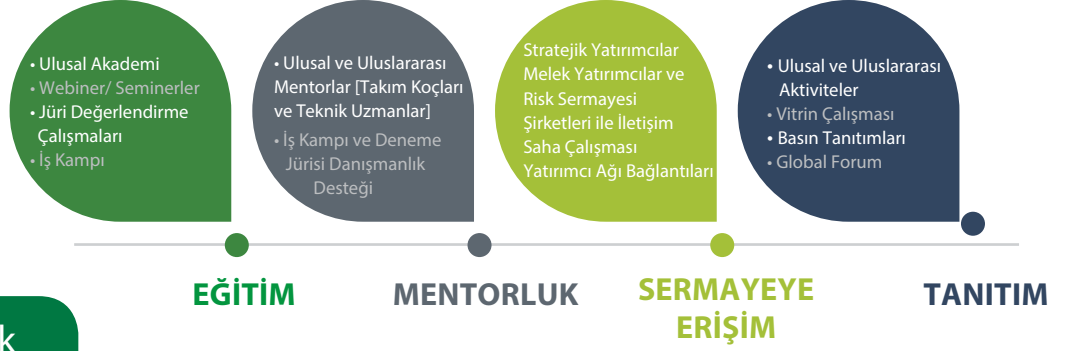 • Ulusal Akademi
• Webiner/ Seminerler
• Jüri Değerlendirme
Çalışmaları
• İş Kampı
• Ulusal ve Uluslararası
Mentorlar [Takım Koçları
ve Teknik Uzmanlar]
• İş Kampı ve Deneme
Jürisi Danışmanlık
Desteği
Stratejik Yatırımcılar
Melek Yatırımcılar ve
Risk Sermayesi
Şirketleri ile İletişim
Saha Çalışması
Yatırımcı Ağı Bağlantıları
• Ulusal ve Uluslararası
Aktiviteler
• Vitrin Çalışması
• Basın Tanıtımları
• Global Forum
EĞİTİM
MENTORLUK
SERMAYEYE
ERİŞİM
TANITIM